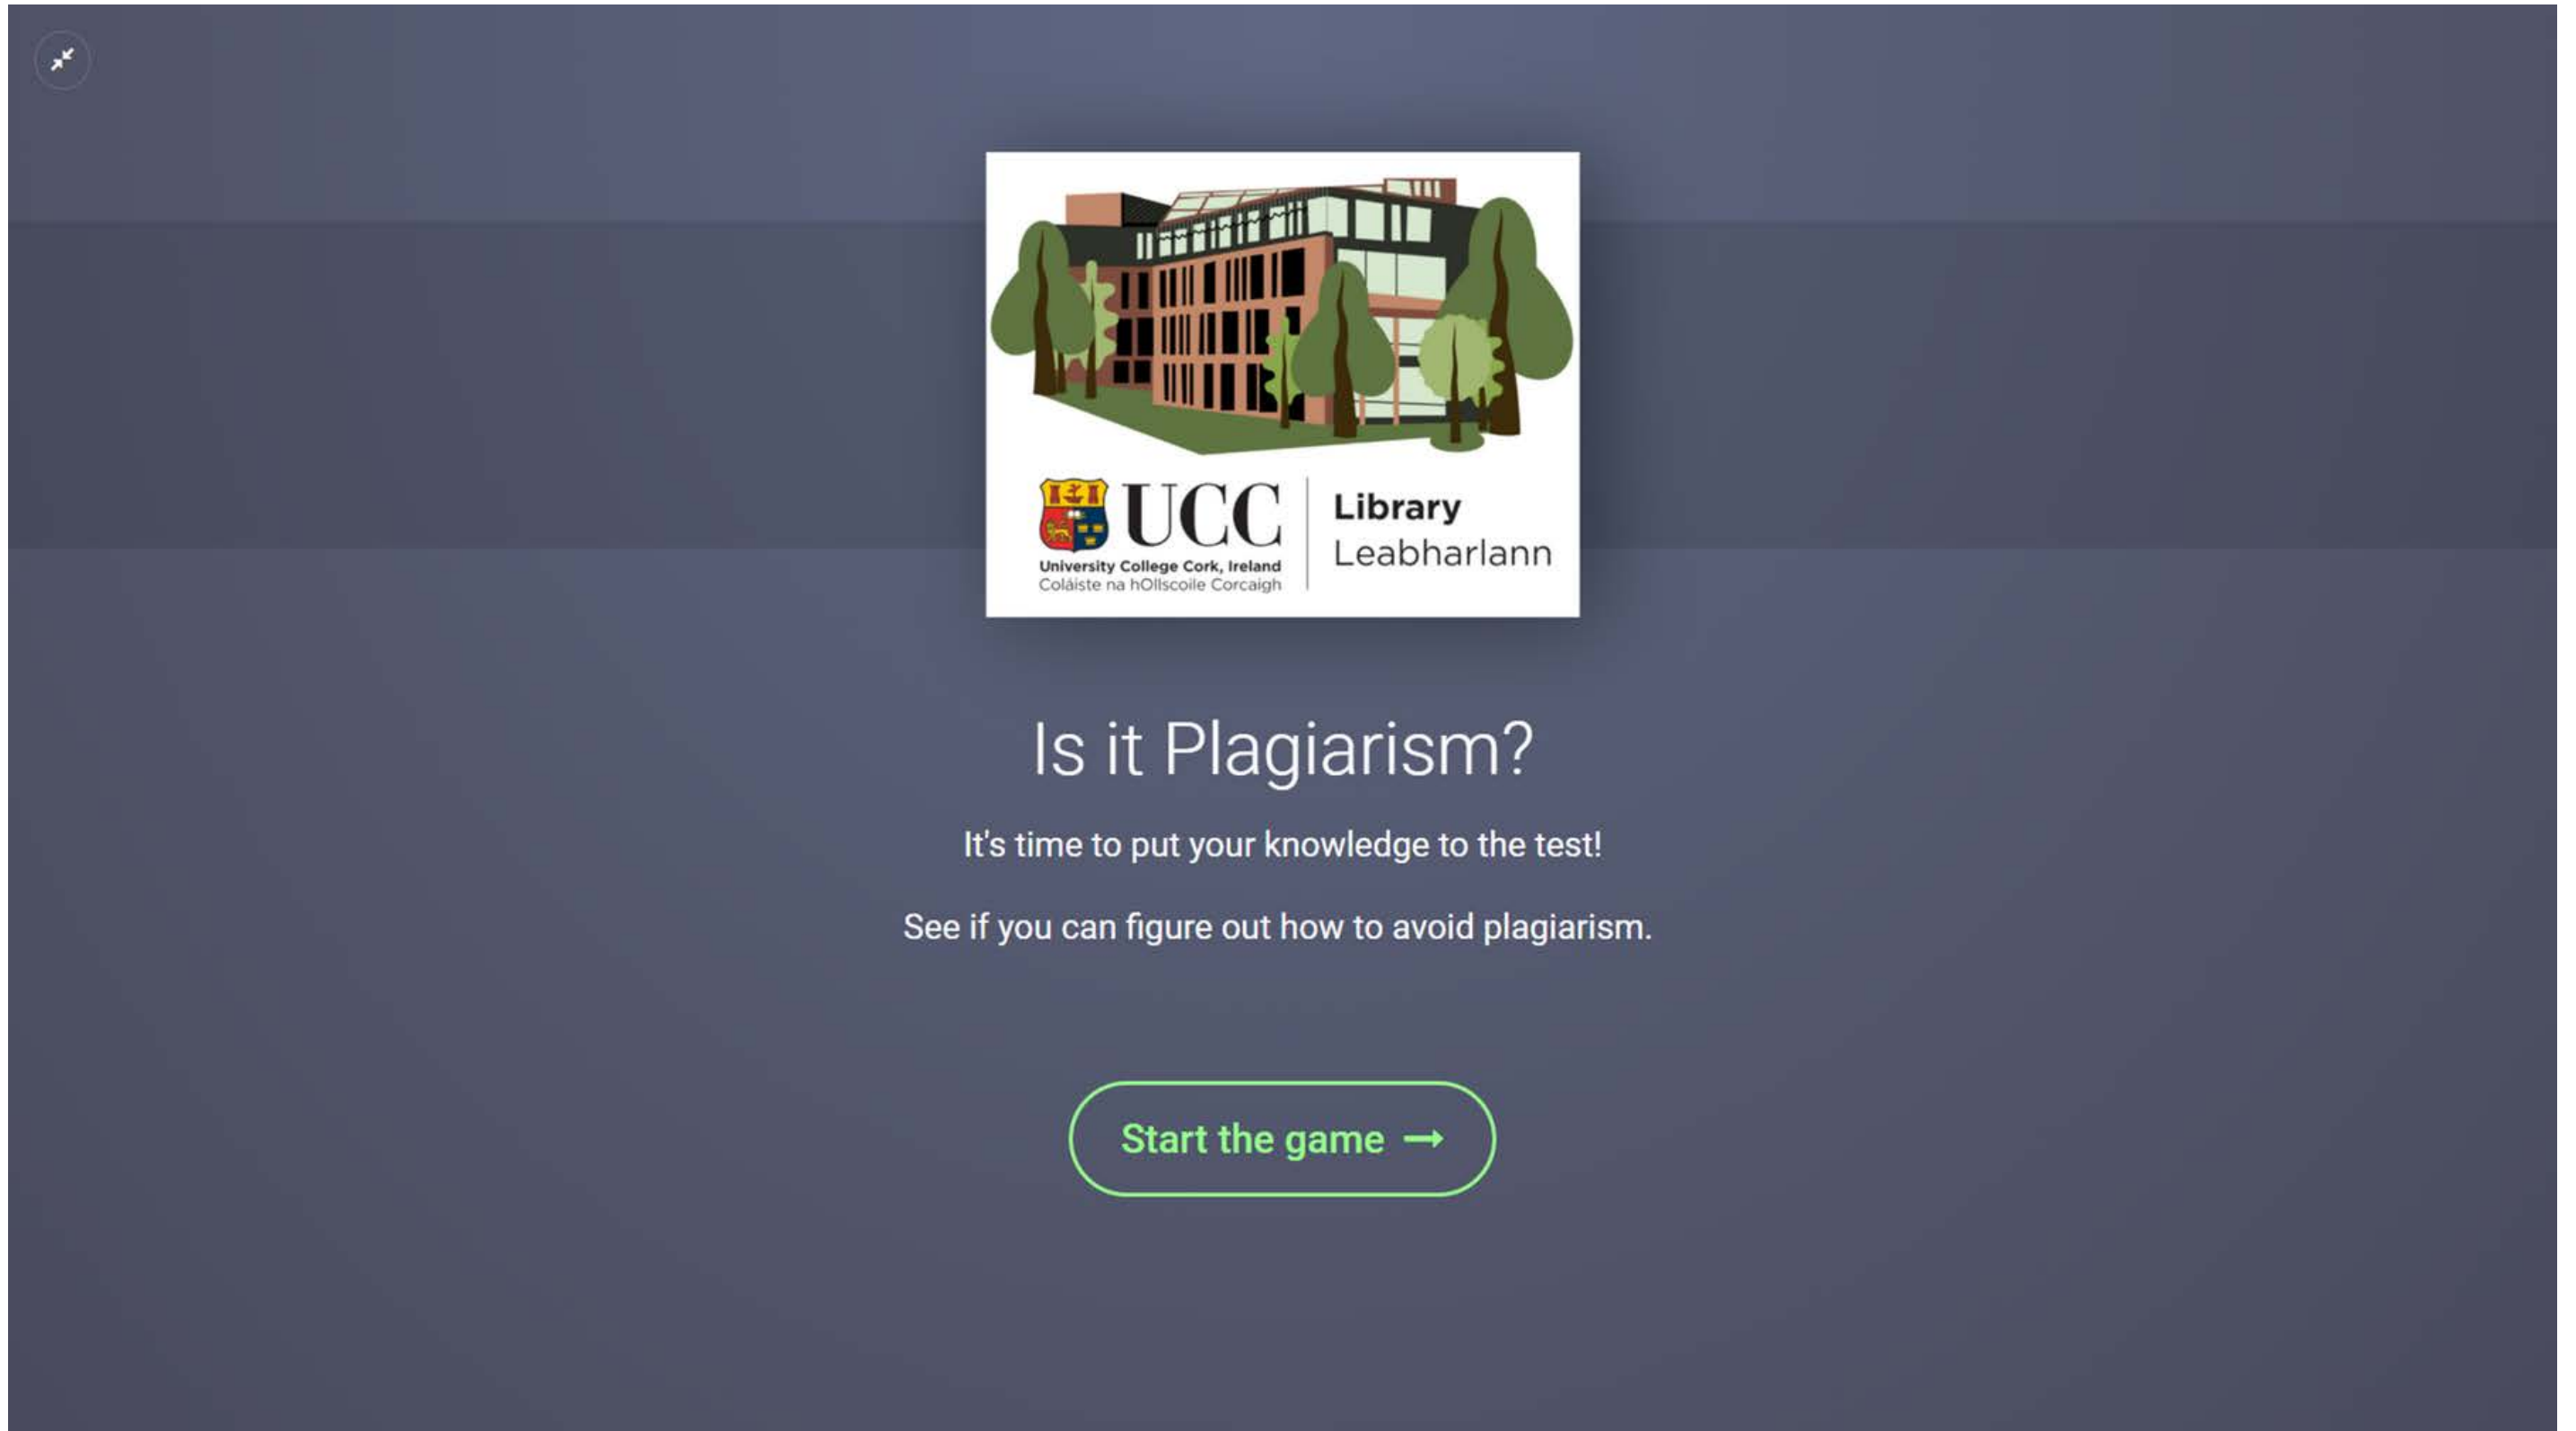 UCC
University College Cork, Ireland
Coláiste na hOllscoile Corcaigh
Library
Leabharlann
Is it Plagiarism?
It's time to put your knowledge to the test!
See if you can figure out how to avoid plagiarism.
Start the game →